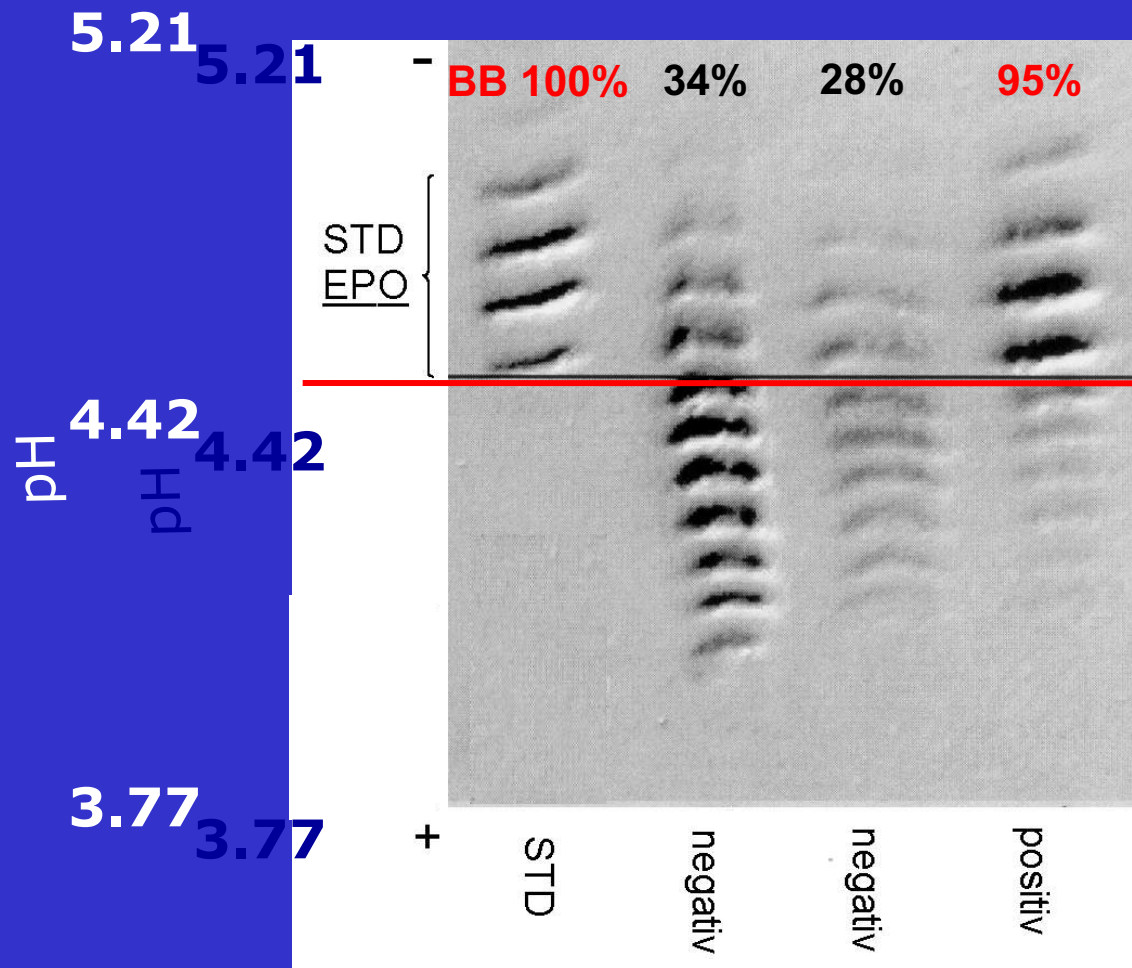 5.21
5.21
-
BB 100% 34% 28% 95%
STD
EPO
4.42
4.42
pH
pH
3.77
3.77
+
STD
negativ
negativ
positiv